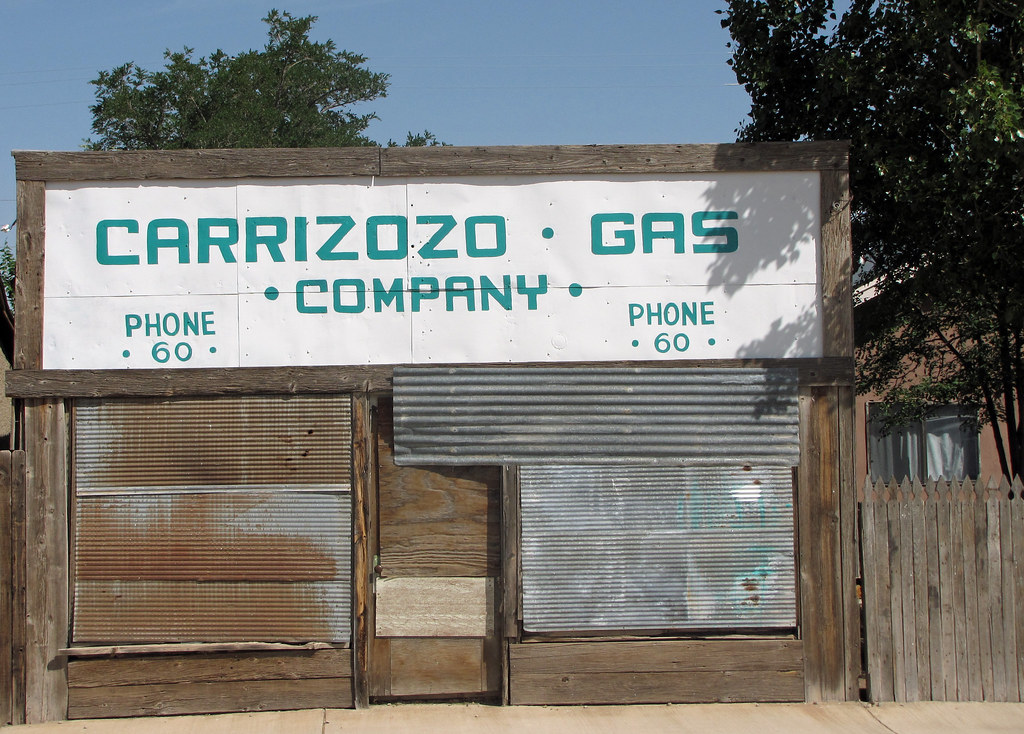 CARRIZOZO · GAS
· COMPANY ·
PHONE
· 60 ·
PHONE
· 60 ·